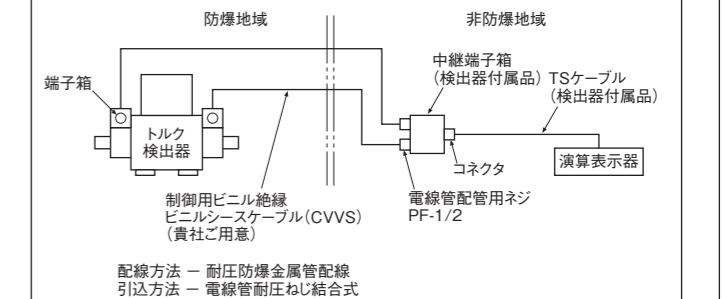 防爆地域
非防爆地域
端子箱
トルク
検出器
中継端子箱
（検出器付属品）
TSケーブル
（検出器付属品）
コネクタ
演算表示器
電線管配管用ネジ
PF-1/2
制御用ビニル絶縁
ビニルシースケーブル（CVVS）
（貴社ご用意）
配線方法 － 耐圧防爆金属管配線
引込方法 － 電線管耐圧ねじ結合式